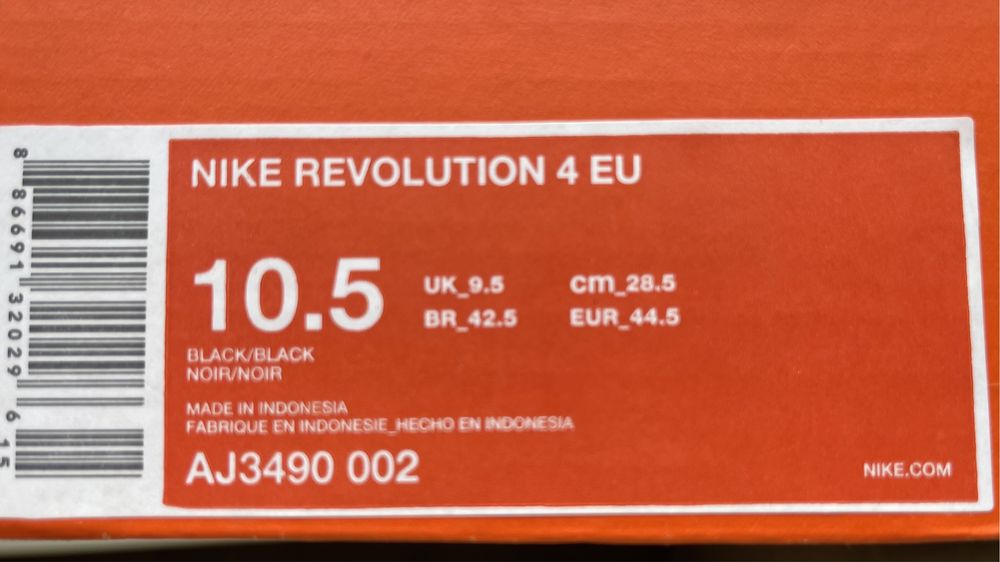 NIKE REVOLUTION 4 EU
10.5
UK_9.5 cm_28.5
BR_42.5 EUR_44.5
BLACK/BLACK
NOIR/NOIR
MADE IN INDONESIA
FABRIQUE EN INDONESIE_HECHO EN INDONESIA
AJ3490 002
NIKE.COM
8 86691 32029 6 15